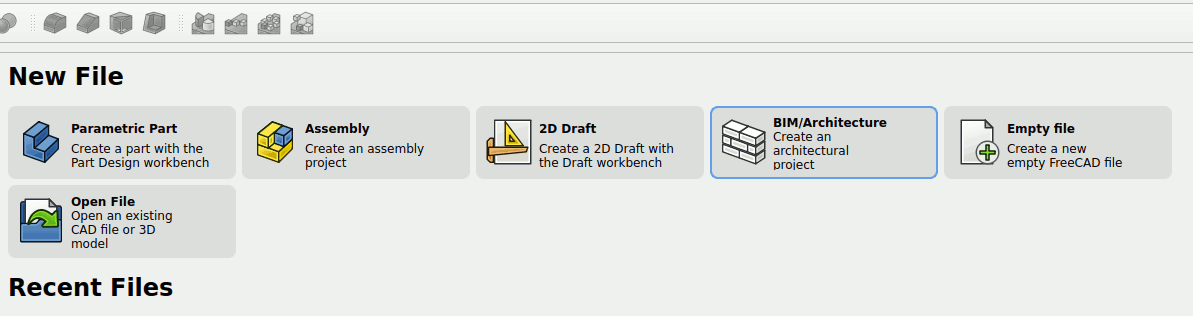 New File
Parametric Part
Create a part with the
Part Design workbench
Assembly
Create an assembly
project
2D Draft
Create a 2D Draft with
the Draft workbench
BIM/Architecture
Create an
architectural
project
Empty file
Create a new
empty FreeCAD file
Open File
Open an existing
CAD file or 3D
model
Recent Files